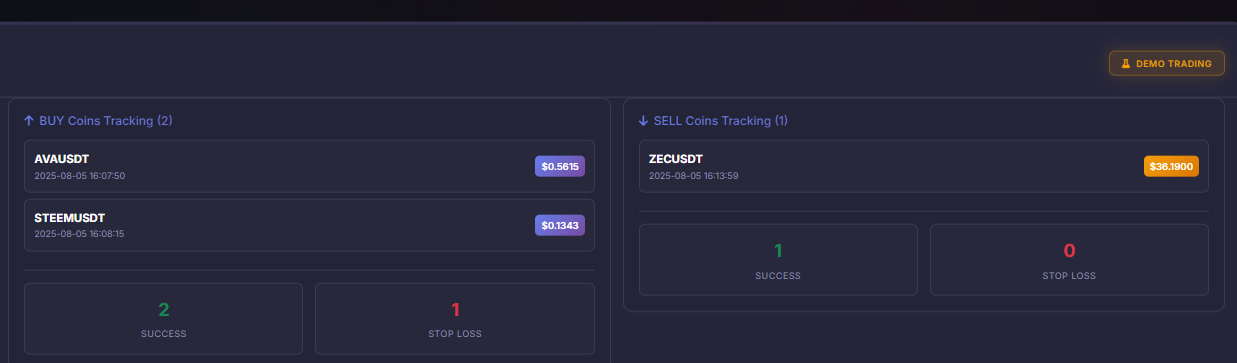 DEMO TRADING
BUY Coins Tracking (2)
AVAUSDT
2025-08-05 16:07:50
$0.5615
STEEMUSDT
2025-08-05 16:08:15
$0.1343
2
SUCCESS
1
STOP LOSS
SELL Coins Tracking (1)
ZECUSDT
2025-08-05 16:13:59
$36.1900
1
SUCCESS
0
STOP LOSS